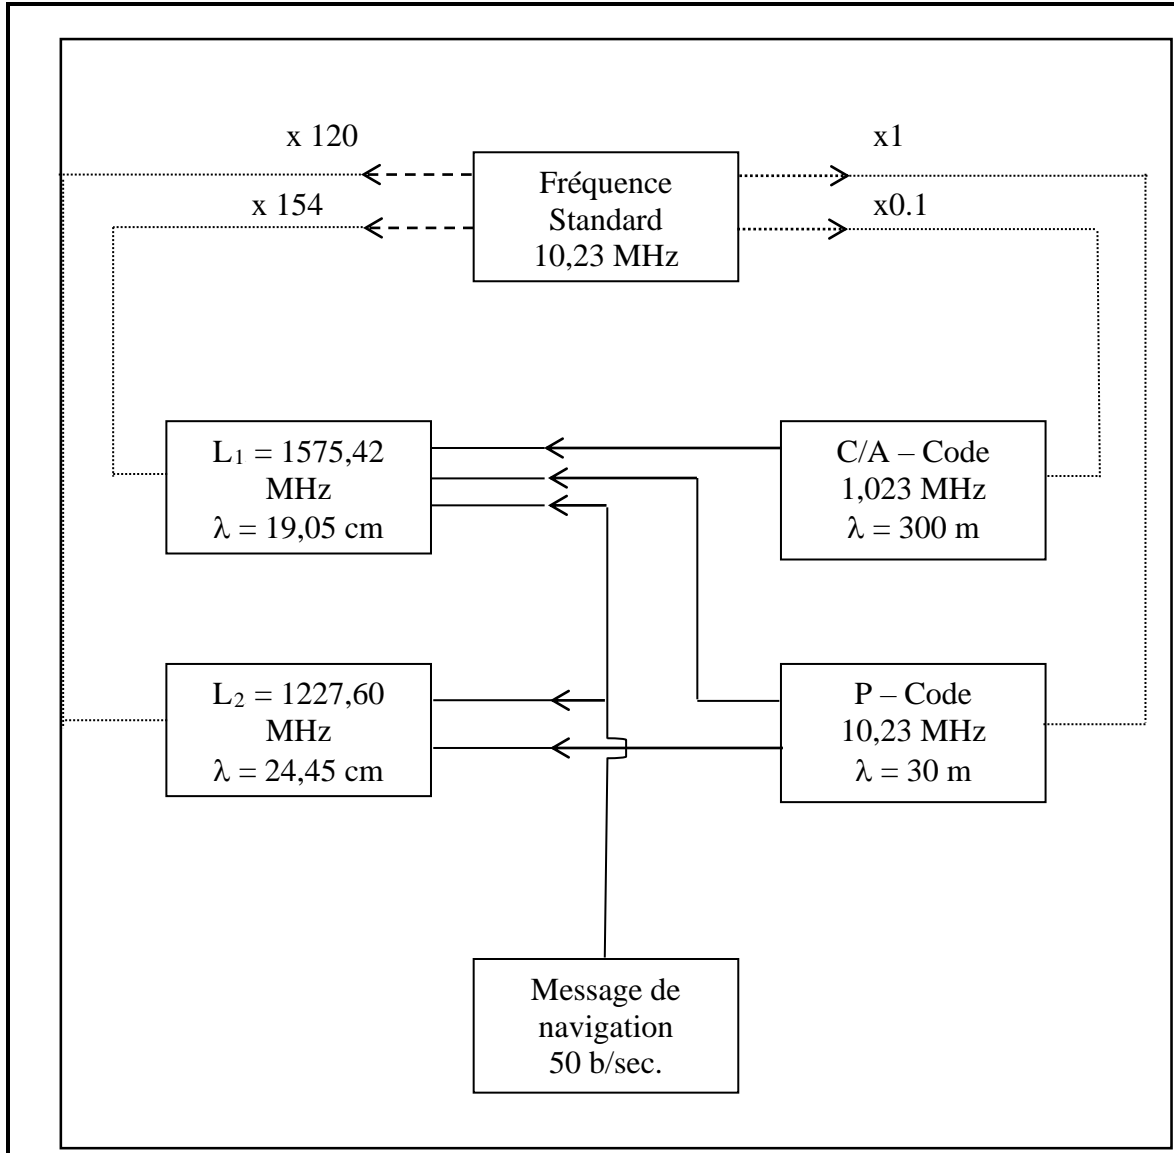 x 120
x1
x 154
x0.1
Fréquence
Standard
10,23 MHz
L₁ = 1575,42
MHz
λ = 19,05 cm
C/A – Code
1,023 MHz
λ = 300 m
L₂ = 1227,60
MHz
λ = 24,45 cm
P – Code
10,23 MHz
λ = 30 m
Message de
navigation
50 b/sec.